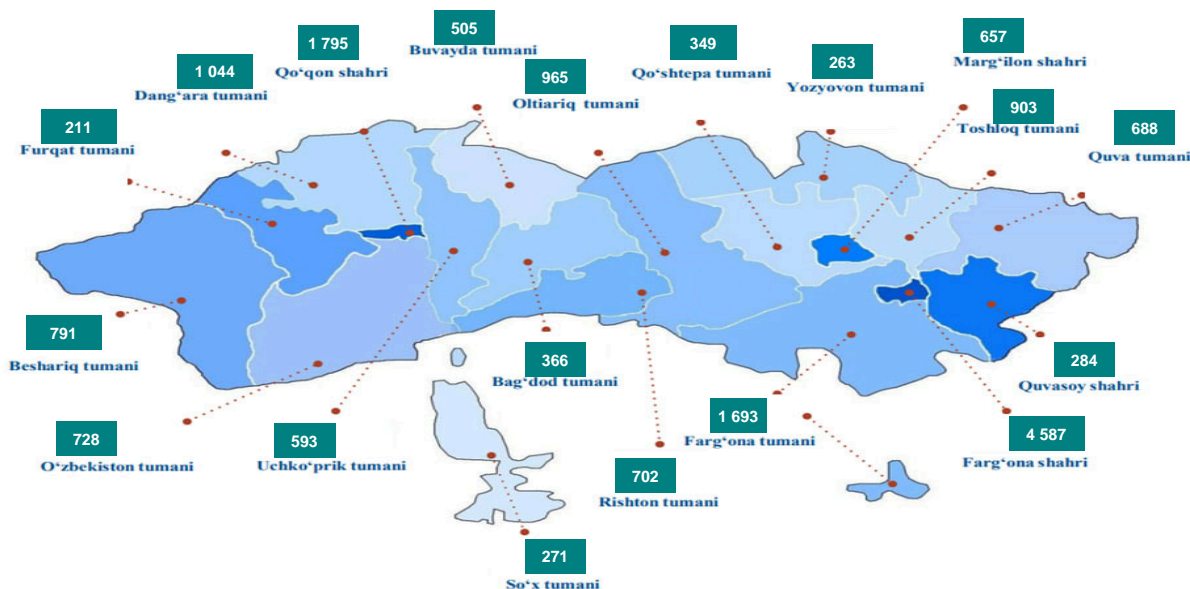 505
Buvayda tumani
1 795
Qo‘qon shahri
349
Qo‘shtepa tumani
657
Marg‘ilon shahri
1 044
Dang‘ara tumani
965
Oltiariq tumani
263
Yozyovon tumani
903
Toshloq tumani
211
Furqat tumani
688
Quva tumani
791
Beshariq tumani
366
Bag‘dod tumani
284
Quvasoy shahri
728
O‘zbekiston tumani
593
Uchko‘prik tumani
1 693
Farg‘ona tumani
4 587
Farg‘ona shahri
702
Rishton tumani
271
So‘x tumani